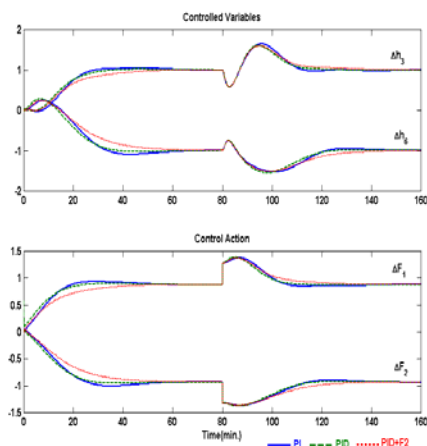 Controlled Variables
2
1
0
-1
-2
0 20 40 60 80 100 120 140 160
Δh3
Δh6
Control Action
1.5
1
0.5
0
-0.5
-1
-1.5
0 20 40 60 80 100 120 140 160
ΔF1
ΔF2
Time(min.)
PI PID PID+F2